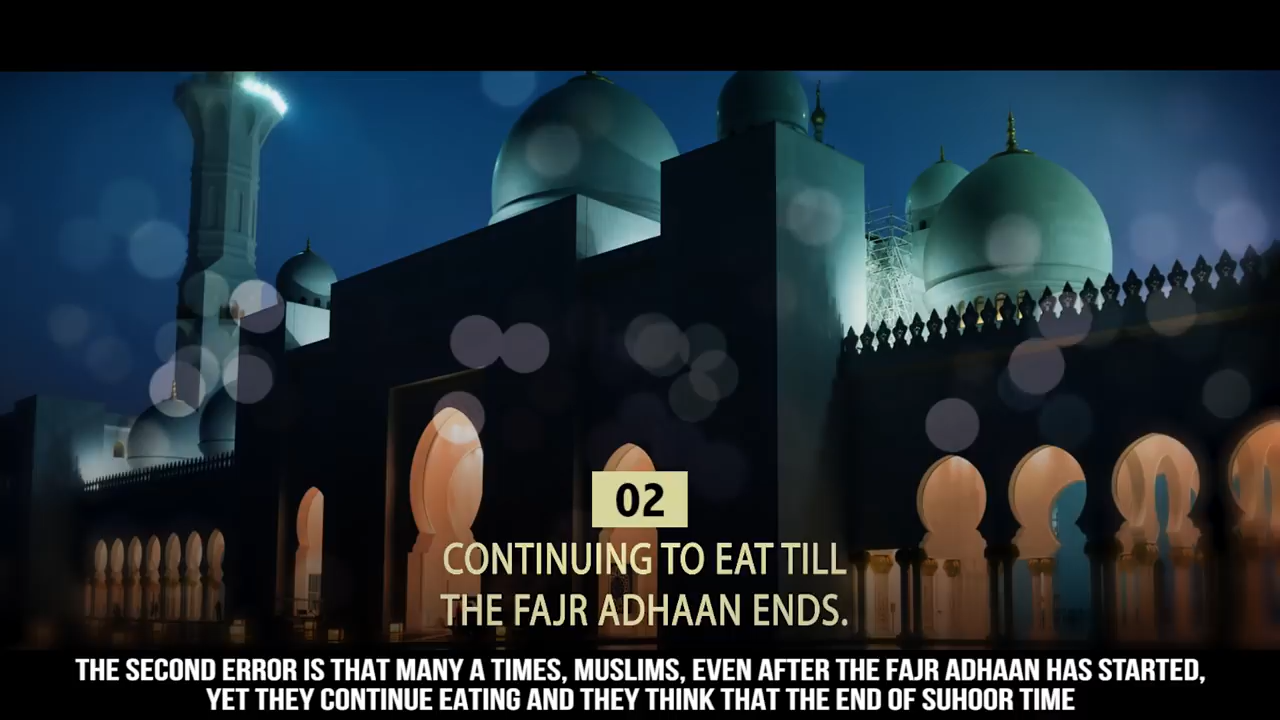 02
CONTINUING TO EAT TILL
THE FAJR ADHAAN ENDS.
THE SECOND ERROR IS THAT MANY A TIMES, MUSLIMS, EVEN AFTER THE FAJR ADHAAN HAS STARTED,
YET THEY CONTINUE EATING AND THEY THINK THAT THE END OF SUHOOR TIME